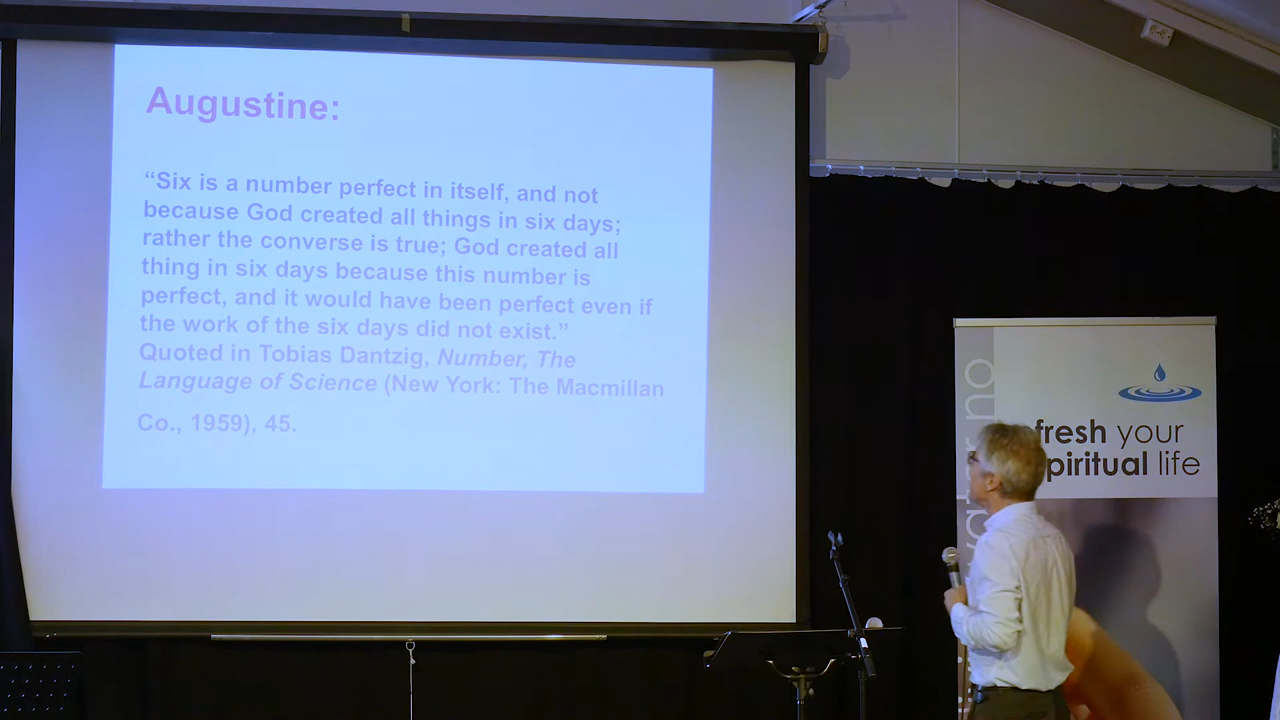 Augustine:
“Six is a number perfect in itself, and not
because God created all things in six days;
rather the converse is true; God created all
thing in six days because this number is
perfect, and it would have been perfect even if
the work of the six days did not exist.”
Quoted in Tobias Dantzig, Number, The
Language of Science (New York: The Macmillan
Co., 1959), 45.
fresh your
piritual life
no